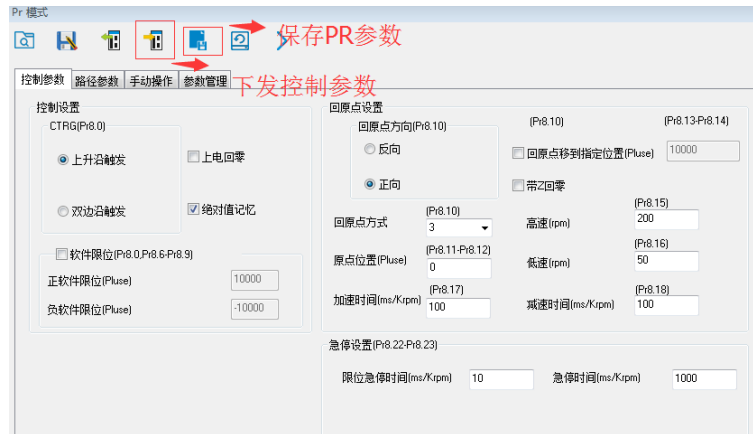 Pr 模式
保存PR参数
下发控制参数
控制参数 路径参数 手动操作 参数管理
控制设置
CTRG(Pr8.0)
上升沿触发
双边沿触发
上电回零
绝对值记忆
软件限位(Pr8.0,Pr8.6-Pr8.9)
正软件限位(Pluse) 10000
负软件限位(Pluse) -10000
回原点设置
回原点方向(Pr8.10)
反向
正向
(Pr8.10) (Pr8.13-Pr8.14)
回原点移到指定位置(Pluse) 10000
带Z回零
(Pr8.10) (Pr8.15)
回原点方式 3 高速(rpm) 200
(Pr8.11-Pr8.12) (Pr8.16)
原点位置(Pluse) 0 低速(rpm) 50
(Pr8.17) (Pr8.18)
加速时间(ms/Krpm) 100 减速时间(ms/Krpm) 100
急停设置(Pr8.22-Pr8.23)
限位急停时间(ms/Krpm) 10 急停时间(ms/Krpm) 1000